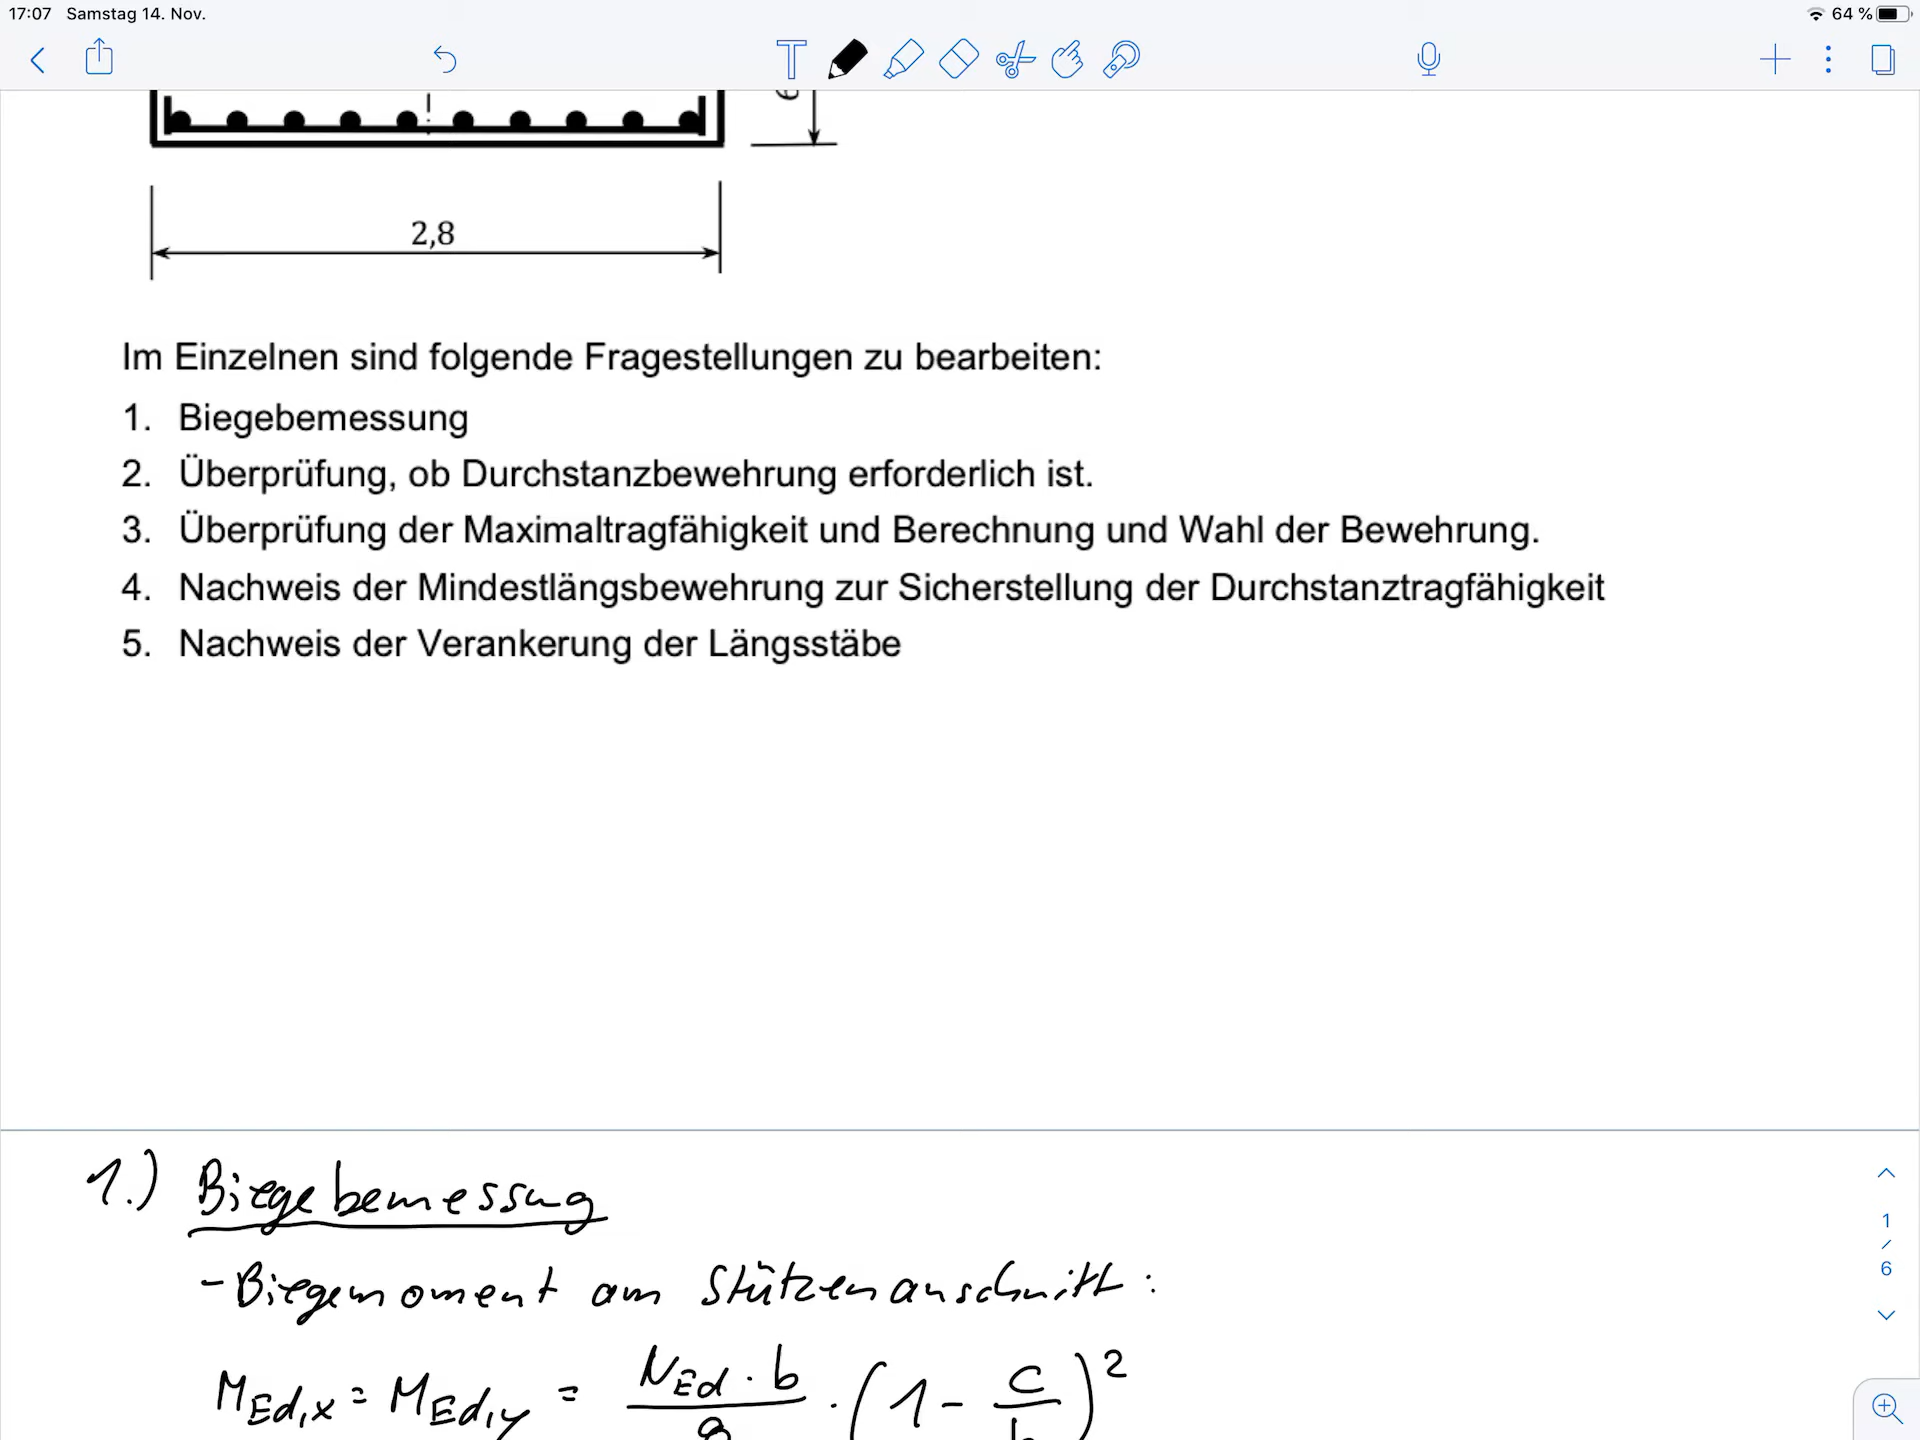 17:07 Samstag 14. Nov.
64 %
2,8
Im Einzelnen sind folgende Fragestellungen zu bearbeiten:
1. Biegebemessung
2. Überprüfung, ob Durchstanzbewehrung erforderlich ist.
3. Überprüfung der Maximaltragfähigkeit und Berechnung und Wahl der Bewehrung.
4. Nachweis der Mindestlängsbewehrung zur Sicherstellung der Durchstanztragfähigkeit
5. Nachweis der Verankerung der Längsstäbe
1.) Biegebemessung
- Biegemoment am Stützenanschnitt:
M_Ed,x = M_Ed,y = N_Ed · b / 8 · (1 - c / b)²
1 / 6